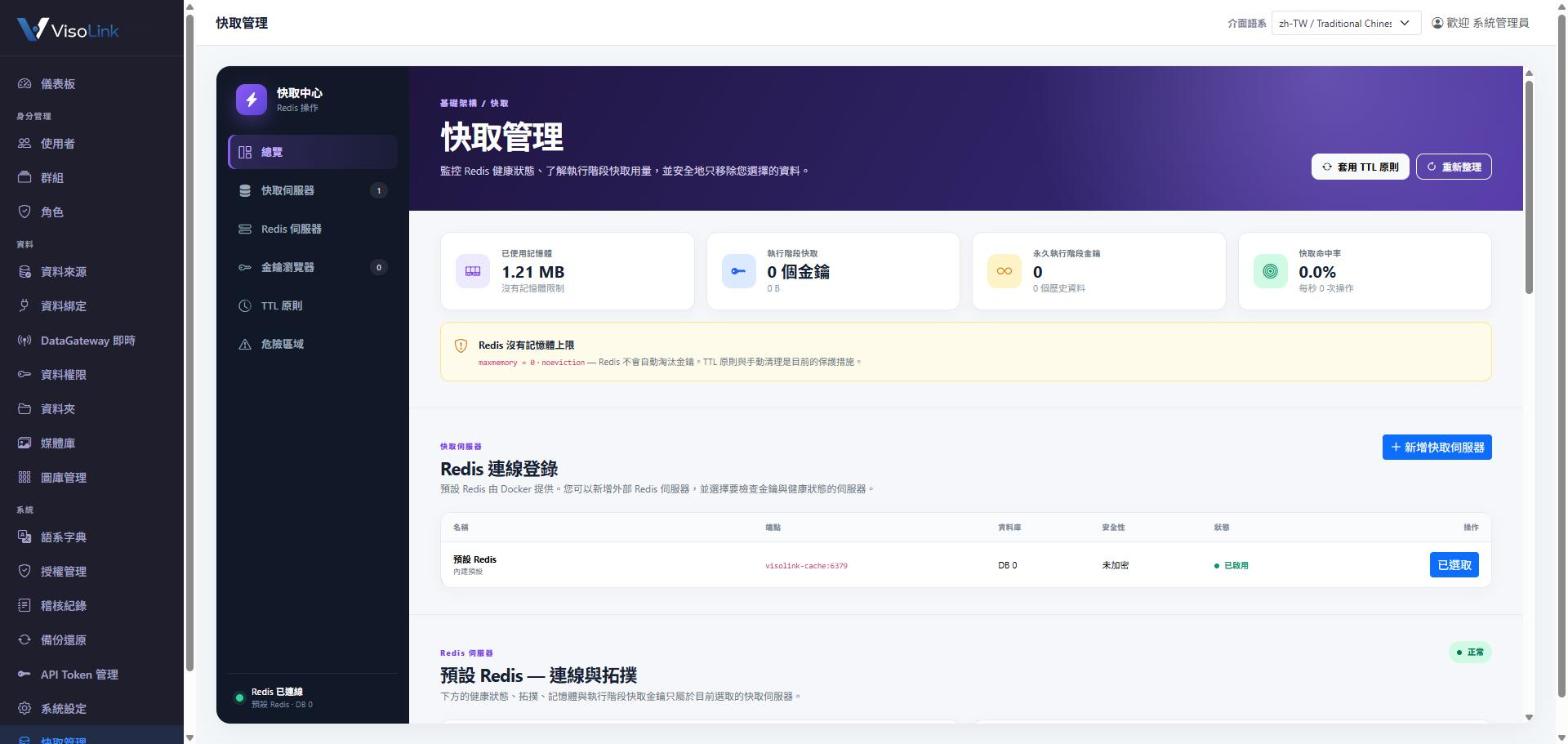 VisoLink
儀表板
身分管理
使用者
群組
角色
資料
資料來源
資料綁定
DataGateway 即時
資料權限
資料夾
媒體庫
圖庫管理
系統
語系字典
授權管理
稽核紀錄
備份還原
API Token 管理
系統設定
快取管理
快取管理
介面語系
zh-TW / Traditional Chines
歡迎 系統管理員
快取中心
Redis 操作
總覽
快取伺服器 1
Redis 伺服器
金鑰瀏覽器 0
TTL 原則
危險區域
Redis 已連線
預設 Redis · DB 0
基礎架構 / 快取
快取管理
監控 Redis 健康狀態、了解執行階段快取用量，並安全地只移除您選擇的資料。
套用 TTL 原則
重新整理
已使用記憶體
1.21 MB
沒有記憶體限制
執行階段快取
0 個金鑰
0 B
永久執行階段金鑰
0
0 個歷史資料
快取命中率
0.0%
每秒 0 次操作
Redis 沒有記憶體上限
maxmemory = 0 · noeviction — Redis 不會自動淘汰金鑰。TTL 原則與手動清理是目前的保護措施。
快取伺服器
Redis 連線登錄
預設 Redis 由 Docker 提供。您可以新增外部 Redis 伺服器，並選擇要檢查金鑰與健康狀態的伺服器。
新增快取伺服器
名稱 端點 資料庫 安全性 狀態 操作
預設 Redis
內建預設
visolink-cache:6379
DB 0
未加密
已啟用
已選取
Redis 伺服器
預設 Redis — 連線與拓撲
下方的健康狀態、拓撲、記憶體與執行階段快取金鑰只屬於目前選取的快取伺服器。
正常